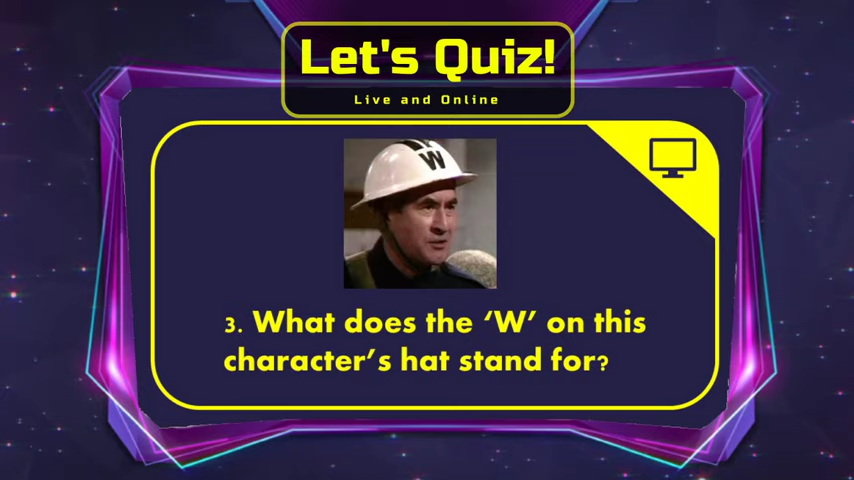 Let's Quiz!
Live and Online
W
3. What does the ‘W’ on this
character’s hat stand for?